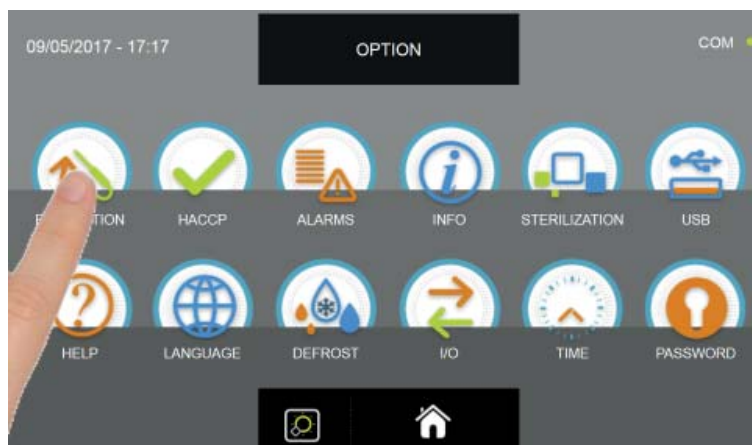 09/05/2017 - 17:17
OPTION
COM
HACCP
ALARMS
INFO
STERILIZATION
USB
HELP
LANGUAGE
DEFROST
I/O
TIME
PASSWORD